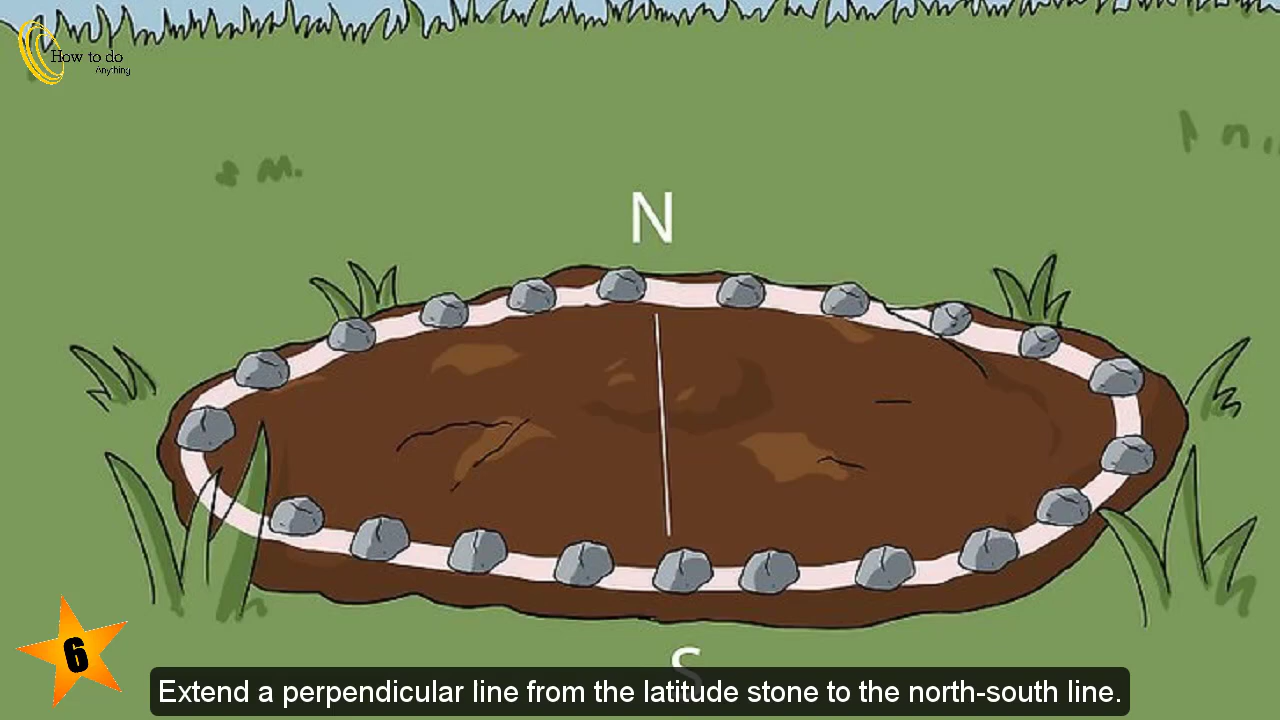 How to do
Anything
N
S
6
Extend a perpendicular line from the latitude stone to the north-south line.